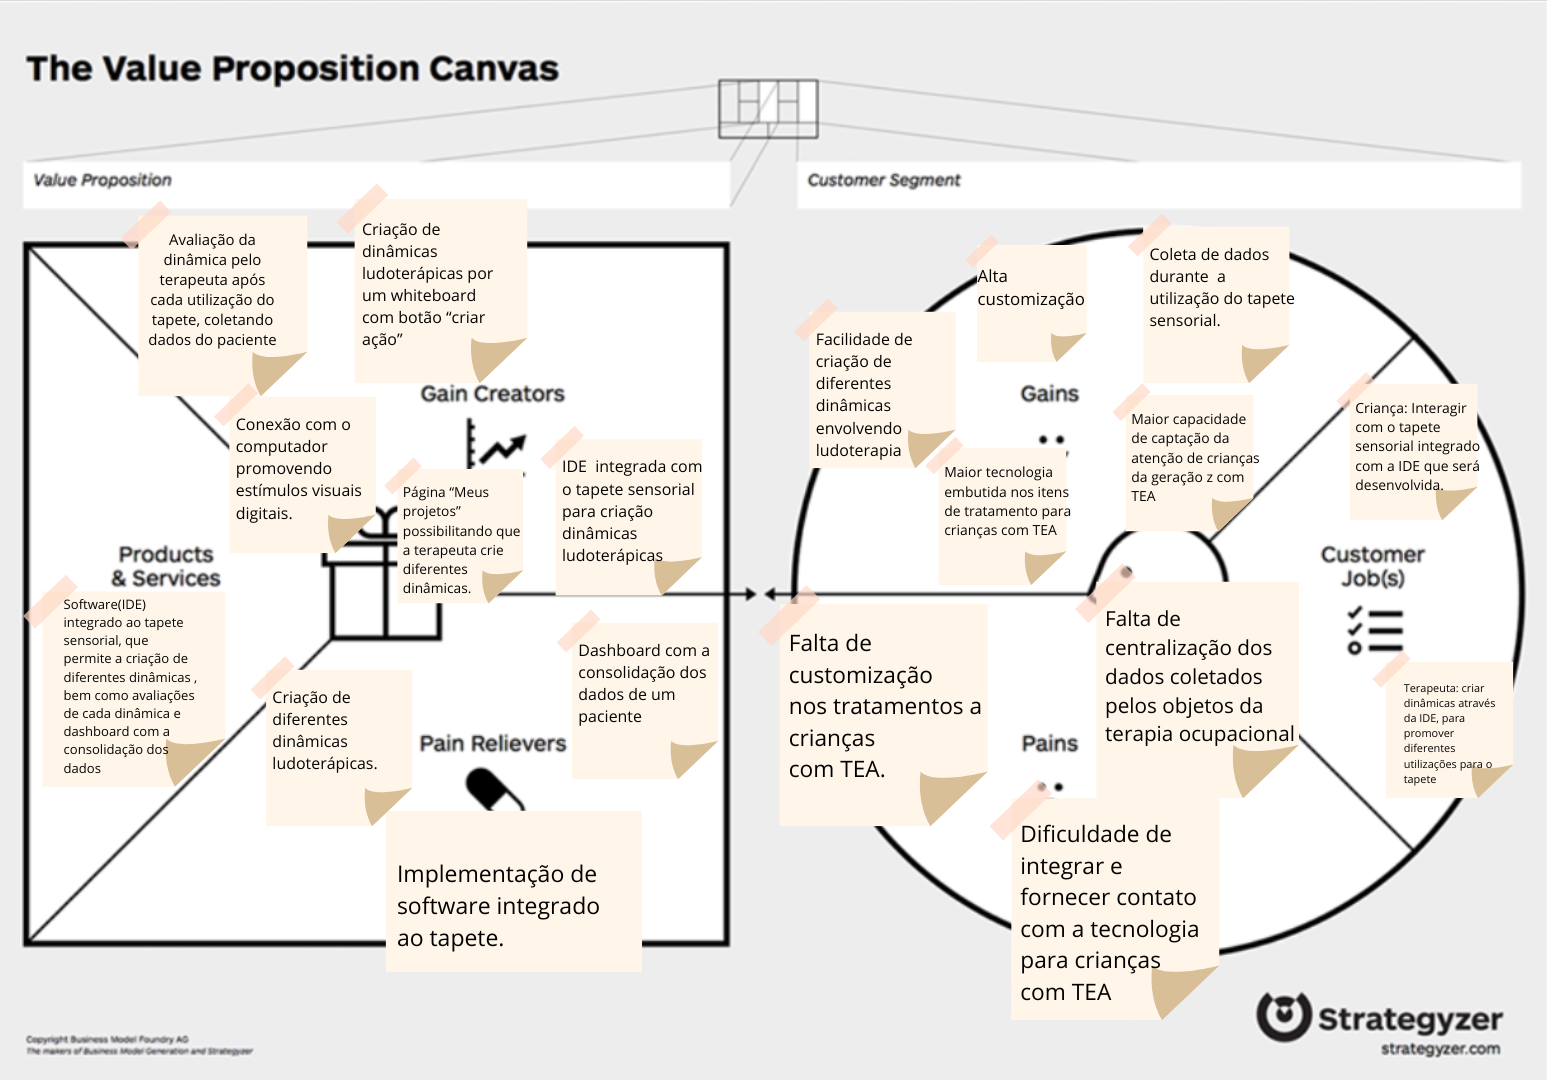 The Value Proposition Canvas
Value Proposition
Customer Segment
Avaliação da
dinâmica pelo
terapeuta após
cada utilização do
tapete, coletando
dados do paciente
Criação de
dinâmicas
ludoterápicas por
um whiteboard
com botão “criar
ação”
Gain Creators
Conexão com o
computador
promovendo
estímulos visuais
digitais.
Página “Meus
projetos”
possibilitando que
a terapeuta crie
diferentes
dinâmicas.
IDE  integrada com
o tapete sensorial
para criação
dinâmicas
ludoterápicas
Products
& Services
Software(IDE)
integrado ao tapete
sensorial, que
permite a criação de
diferentes dinâmicas ,
bem como avaliações
de cada dinâmica e
dashboard com a
consolidação dos
dados
Criação de
diferentes
dinâmicas
ludoterápicas.
Dashboard com a
consolidação dos
dados de um
paciente
Pain Relievers
Implementação de
software integrado
ao tapete.
Facilidade de
criação de
diferentes
dinâmicas
envolvendo
ludoterapia
Alta
customização
Coleta de dados
durante  a
utilização do tapete
sensorial.
Gains
Maior tecnologia
embutida nos itens
de tratamento para
crianças com TEA
Maior capacidade
de captação da
atenção de crianças
da geração z com
TEA
Criança: Interagir
com o tapete
sensorial integrado
com a IDE que será
desenvolvida.
Customer
Job(s)
Terapeuta: criar
dinâmicas através
da IDE, para
promover
diferentes
utilizações para o
tapete
Falta de
customização
nos tratamentos a
crianças
com TEA.
Falta de
centralização dos
dados coletados
pelos objetos da
terapia ocupacional
Pains
Dificuldade de
integrar e
fornecer contato
com a tecnologia
para crianças
com TEA
Copyright Business Model Foundry AG
The makers of Business Model Generation and Strategyzer
Strategyzer
strategyzer.com